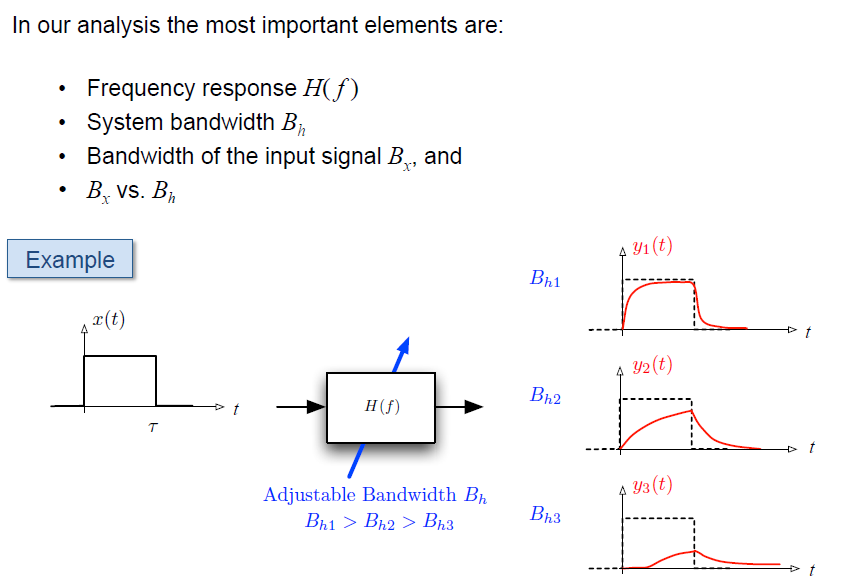 In our analysis the most important elements are:
• Frequency response H(f)
• System bandwidth Bₕ
• Bandwidth of the input signal Bₓ, and
• Bₓ vs. Bₕ
Example
x(t)
t
τ
H(f)
Adjustable Bandwidth Bₕ
Bₕ₁ > Bₕ₂ > Bₕ₃
Bₕ₁
y₁(t)
t
Bₕ₂
y₂(t)
t
Bₕ₃
y₃(t)
t